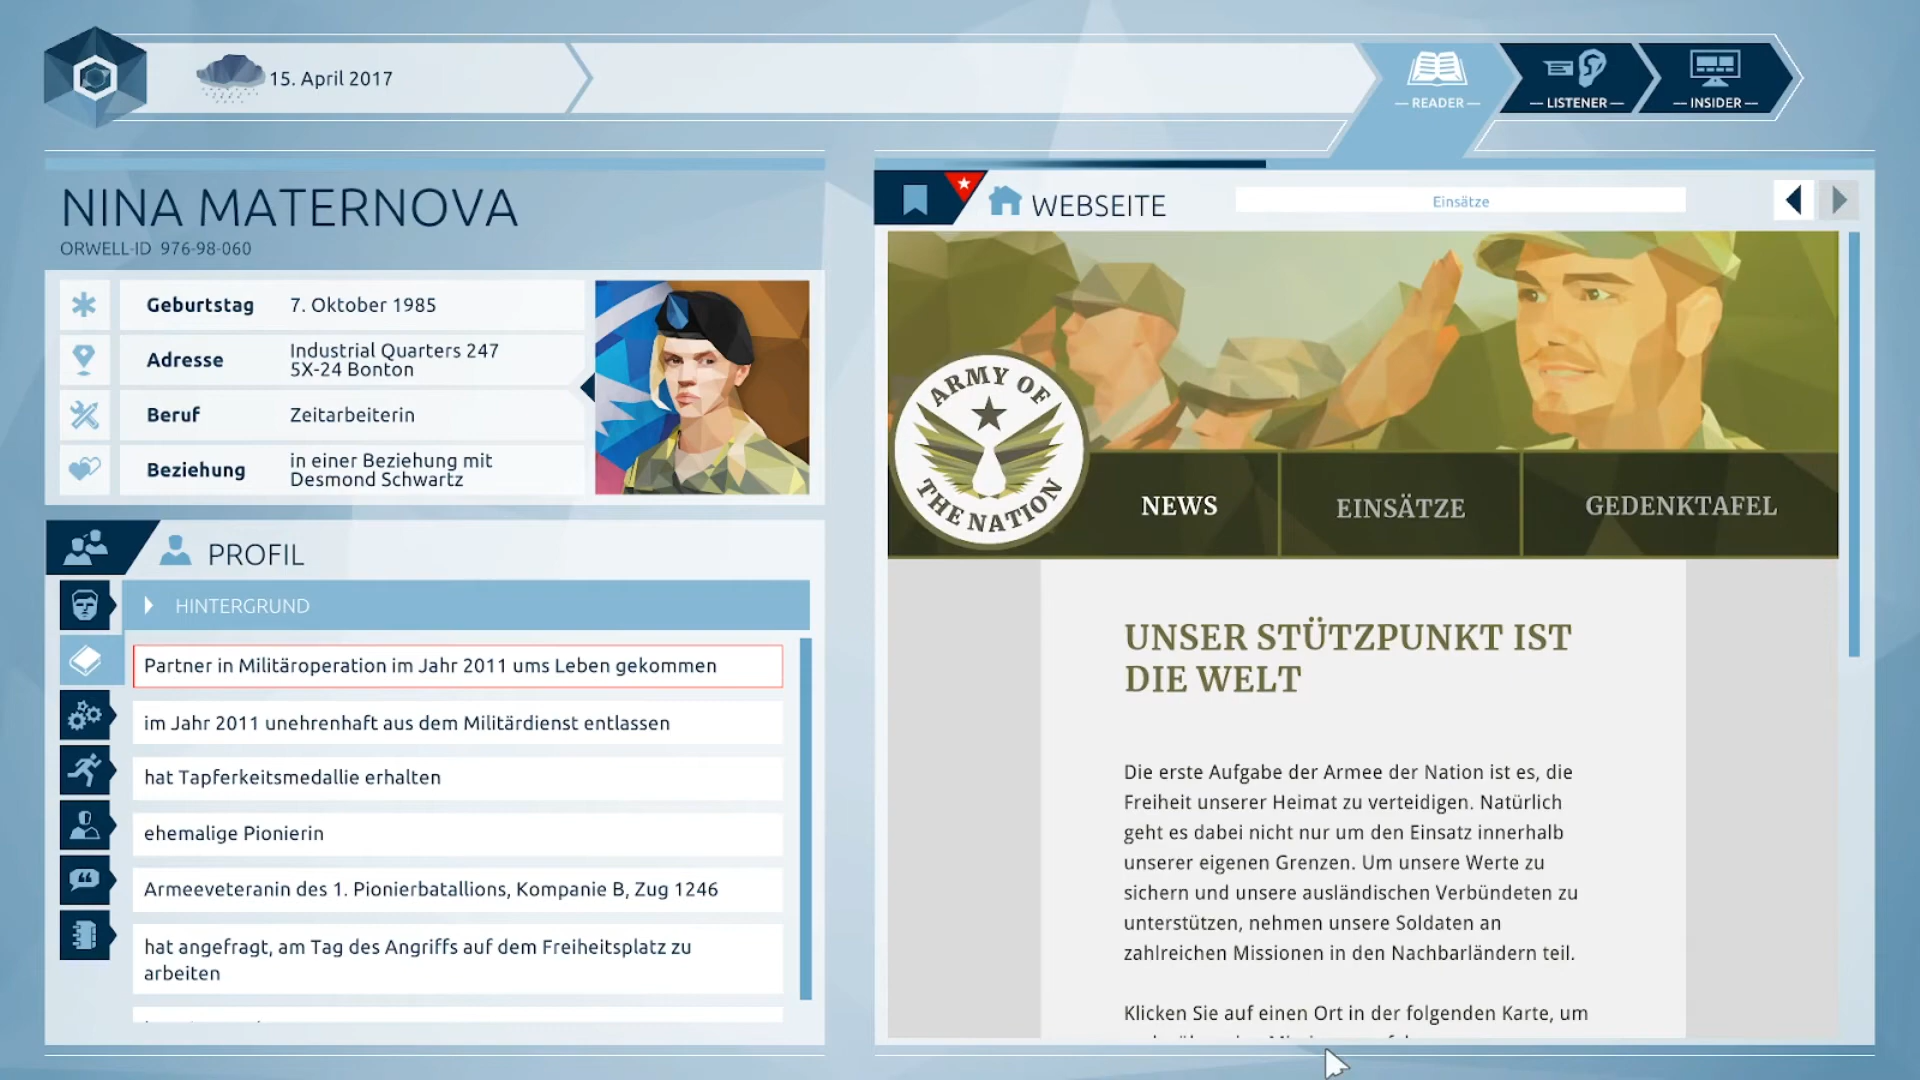 15. April 2017
READER
LISTENER
INSIDER
NINA MATERNOVA
ORWELL-ID 976-98-060
Geburtstag 7. Oktober 1985
Adresse Industrial Quarters 247
5X-24 Bonton
Beruf Zeitarbeiterin
Beziehung in einer Beziehung mit
Desmond Schwartz
PROFIL
HINTERGRUND
Partner in Militäroperation im Jahr 2011 ums Leben gekommen
im Jahr 2011 unehrenhaft aus dem Militärdienst entlassen
hat Tapferkeitsmedallie erhalten
ehemalige Pionierin
Armeeveteranin des 1. Pionierbatallions, Kompanie B, Zug 1246
hat angefragt, am Tag des Angriffs auf dem Freiheitsplatz zu
arbeiten
WEBSEITE
Einsätze
ARMY OF
THE NATION
NEWS
EINSÄTZE
GEDENKTAFEL
UNSER STÜTZPUNKT IST
DIE WELT
Die erste Aufgabe der Armee der Nation ist es, die
Freiheit unserer Heimat zu verteidigen. Natürlich
geht es dabei nicht nur um den Einsatz innerhalb
unserer eigenen Grenzen. Um unsere Werte zu
sichern und unsere ausländischen Verbündeten zu
unterstützen, nehmen unsere Soldaten an
zahlreichen Missionen in den Nachbarländern teil.
Klicken Sie auf einen Ort in der folgenden Karte, um